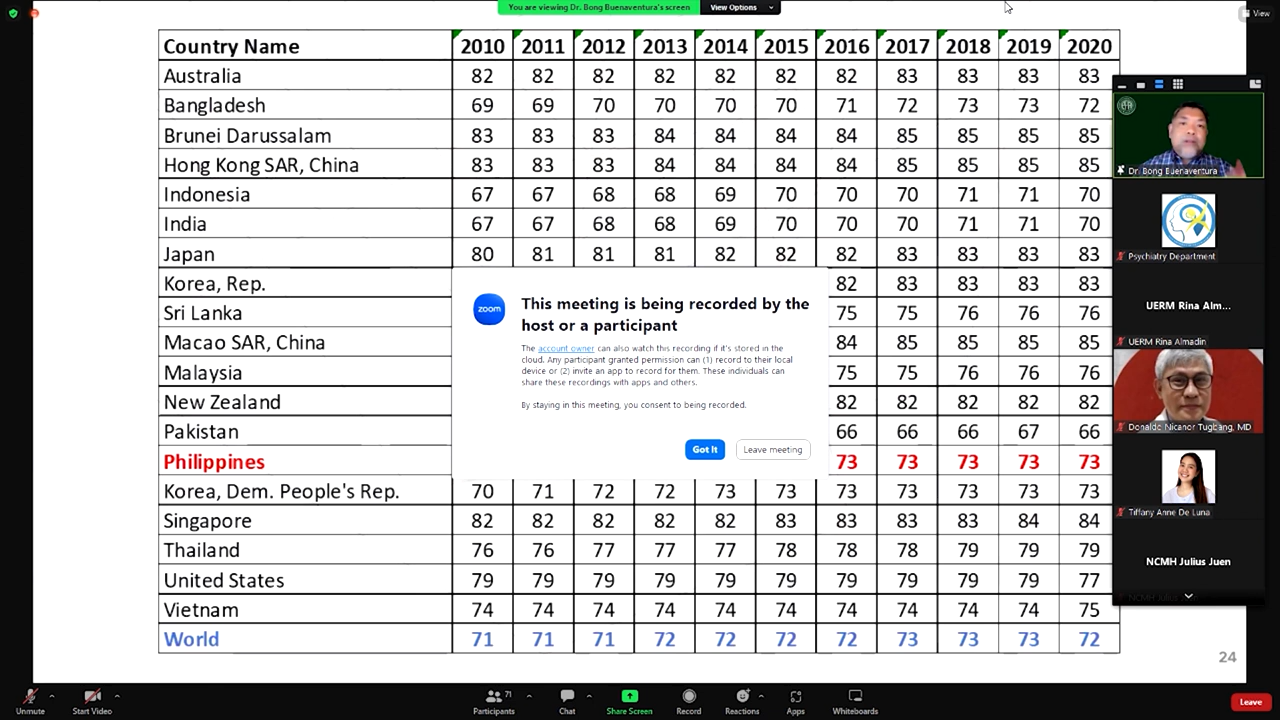 You are viewing Dr. Bong Buenaventura's screen
View Options
View
Country Name 2010 2011 2012 2013 2014 2015 2016 2017 2018 2019 2020
Australia 82 82 82 82 82 82 82 83 83 83 83
Bangladesh 69 69 70 70 70 70 71 72 73 73 72
Brunei Darussalam 83 83 83 84 84 84 84 85 85 85 85
Hong Kong SAR, China 83 83 83 84 84 84 84 85 85 85 85
Indonesia 67 67 68 68 69 70 70 70 71 71 70
India 67 67 68 68 69 70 70 70 71 71 70
Japan 80 81 81 81 82 82 82 83 83 83 83
Korea, Rep. 82 83 83 83 83
Sri Lanka 75 75 76 76 76
Macao SAR, China 84 85 85 85 85
Malaysia 75 75 76 76 76
New Zealand 82 82 82 82 82
Pakistan 66 66 66 67 66
Philippines 73 73 73 73 73
Korea, Dem. People's Rep. 70 71 72 72 73 73 73 73 73 73 73
Singapore 82 82 82 82 82 83 83 83 83 84 84
Thailand 76 76 77 77 77 78 78 78 79 79 79
United States 79 79 79 79 79 79 79 79 79 79 77
Vietnam 74 74 74 74 74 74 74 74 74 74 75
World 71 71 71 72 72 72 72 73 73 73 72
24
zoom
This meeting is being recorded by the
host or a participant
The account owner can also watch this recording if it's stored in the
cloud. Any participant granted permission can (1) record to their local
device or (2) invite an app to record for them. These individuals can
share these recordings with apps and others.
By staying in this meeting, you consent to being recorded.
Got it
Leave meeting
Dr. Bong Buenaventura
Psychiatry Department
UERM Rina Alm...
UERM Rina Almadin
Donaldo Nicanor Tugbang, MD
Tiffany Anne De Luna
NCMH Julius Juen
Unmute
Start Video
Participants 71
Chat
Share Screen
Record
Reactions
Apps
Whiteboards
Leave